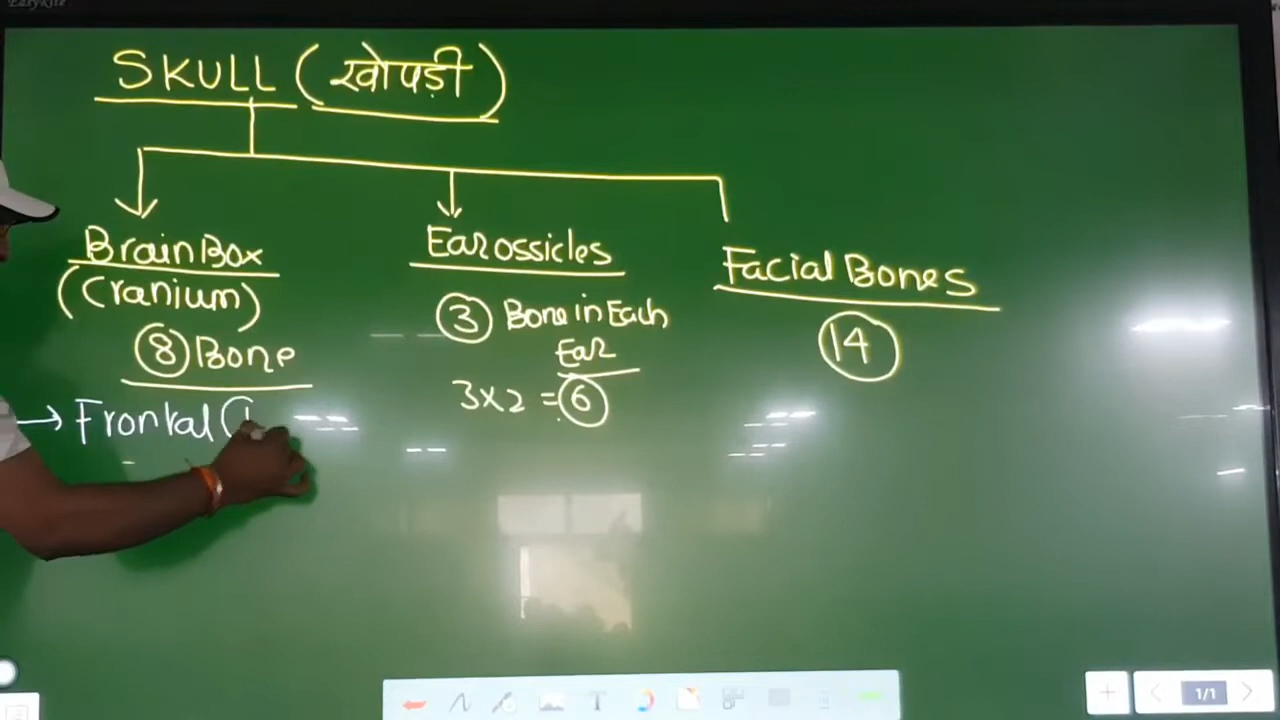 SKULL (खोपड़ी)
Brain Box
(Cranium)
8 Bone
→ Frontal (1
Ear ossicles
3 Bone in Each
Ear
3x2 = 6
Facial Bones
14
1/1